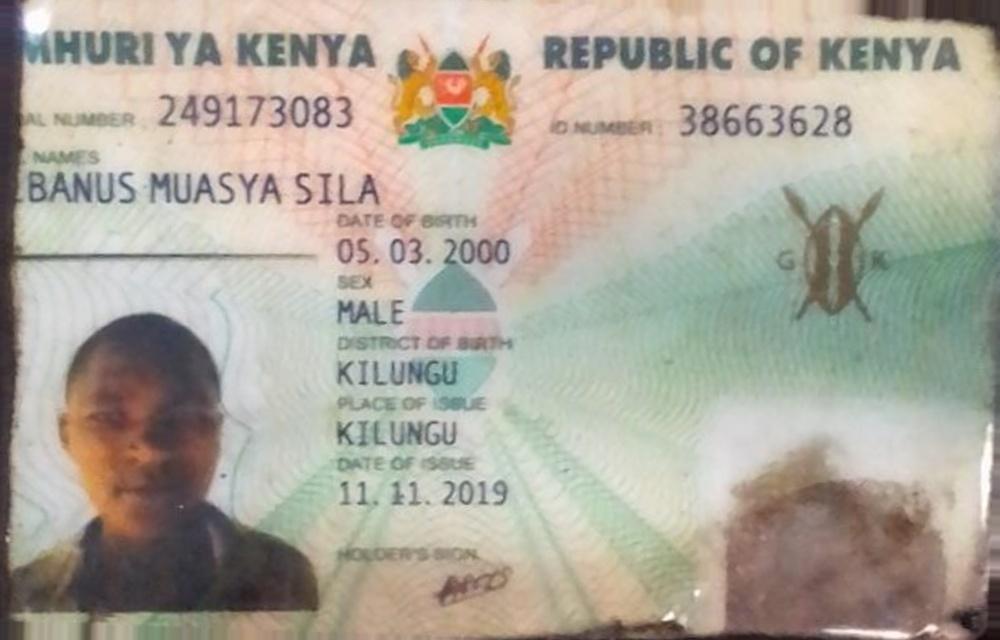 MHURI YA KENYA REPUBLIC OF KENYA
AL NUMBER 249173083 ID NUMBER 38663628
NAMES
BANUS MUASYA SILA
DATE OF BIRTH
05. 03. 2000
SEX
MALE
G K
DISTRICT OF BIRTH
KILUNGU
PLACE OF ISSUE
KILUNGU
DATE OF ISSUE
11. 11. 2019
HOLDER'S SIGN.